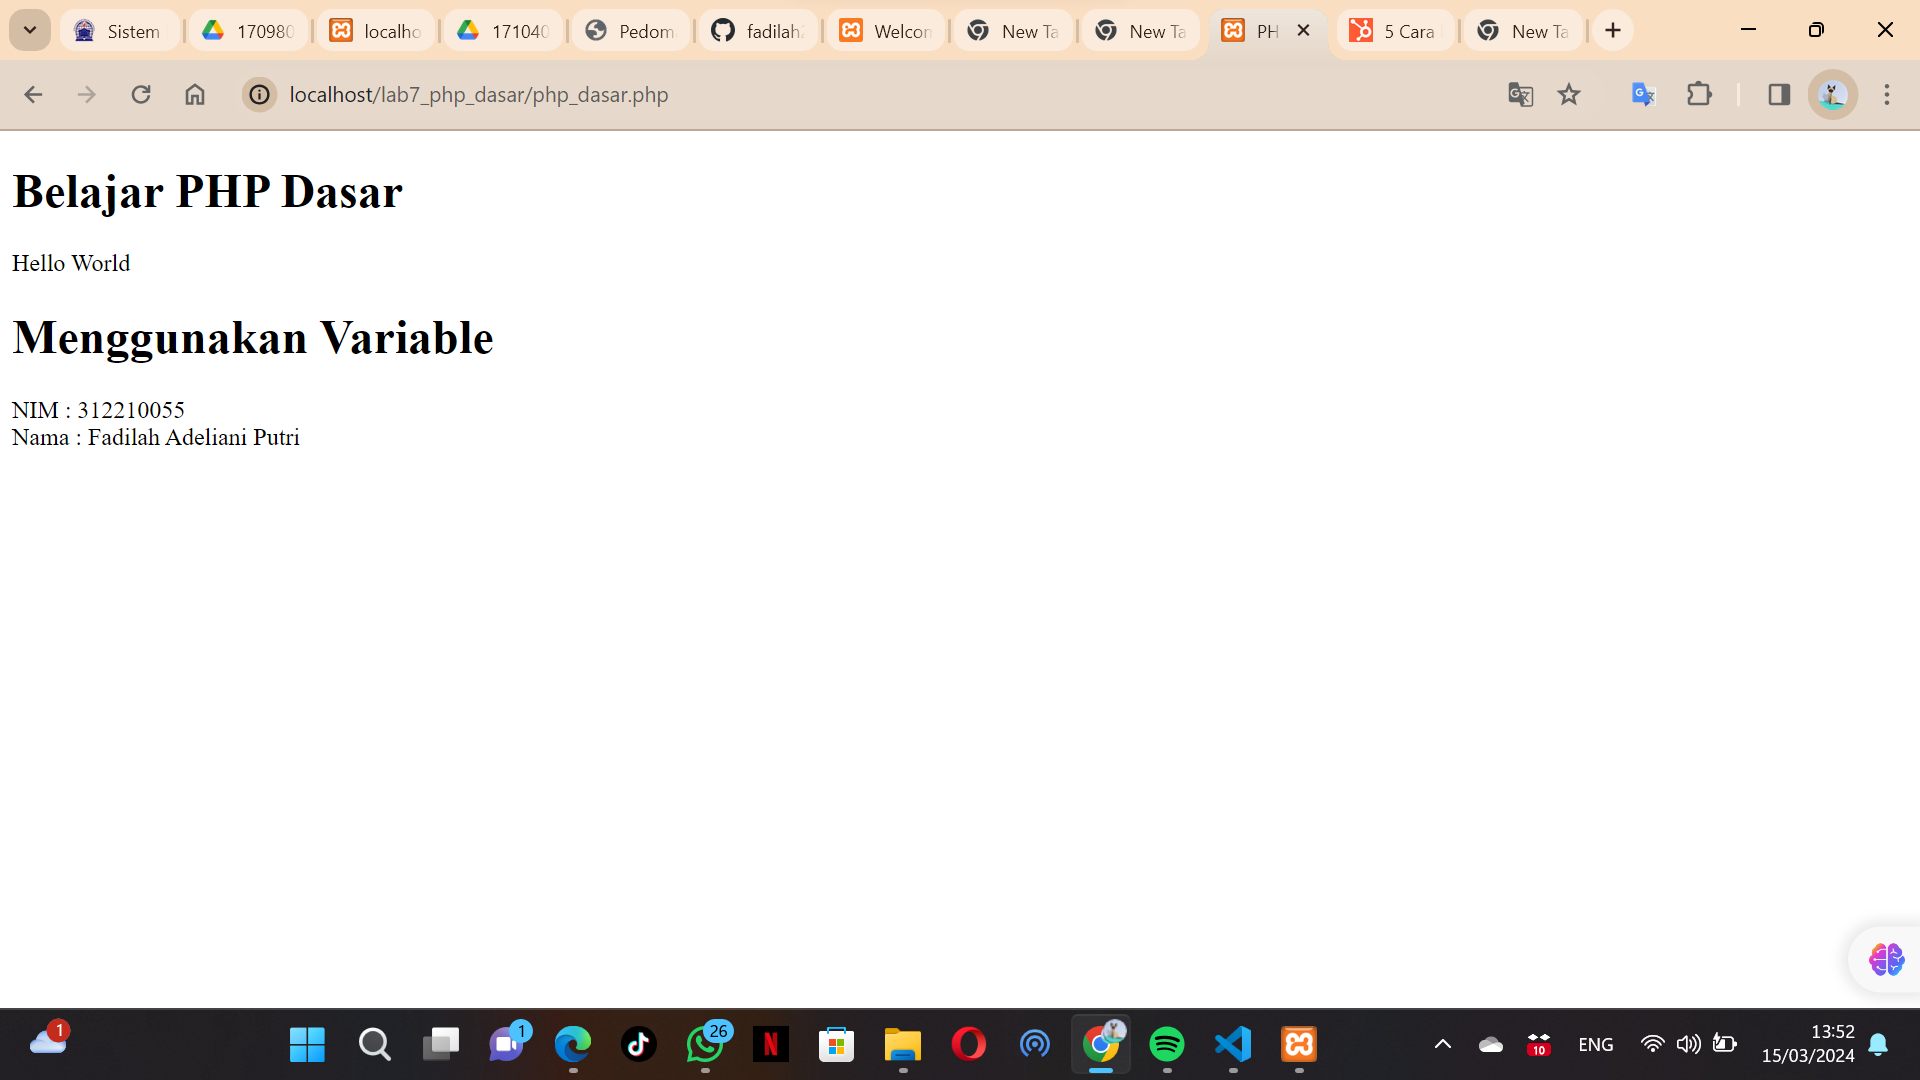 Sistem
170980
localho
171040
Pedom
fadilah
Welcon
New Ta
New Ta
PH
5 Cara
New Ta
localhost/lab7_php_dasar/php_dasar.php
Belajar PHP Dasar
Hello World
Menggunakan Variable
NIM : 312210055
Nama : Fadilah Adeliani Putri
1
1
26
N
10
ENG
13:52
15/03/2024